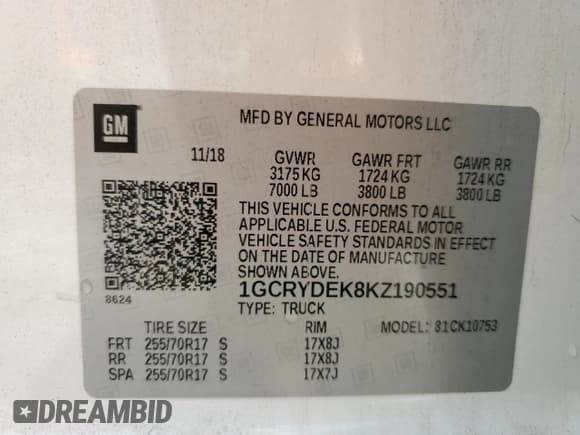 GM
MFD BY GENERAL MOTORS LLC
11/18 GVWR GAWR FRT GAWR RR
3175 KG 1724 KG 1724 KG
7000 LB 3800 LB 3800 LB
THIS VEHICLE CONFORMS TO ALL
APPLICABLE U.S. FEDERAL MOTOR
VEHICLE SAFETY STANDARDS IN EFFECT
ON THE DATE OF MANUFACTURE
SHOWN ABOVE.
8624
1GCRYDEK8KZ190551
TYPE: TRUCK
TIRE SIZE RIM MODEL: 81CK10753
FRT 255/70R17 S 17X8J
RR 255/70R17 S 17X8J
SPA 255/70R17 S 17X7J
DREAMBID